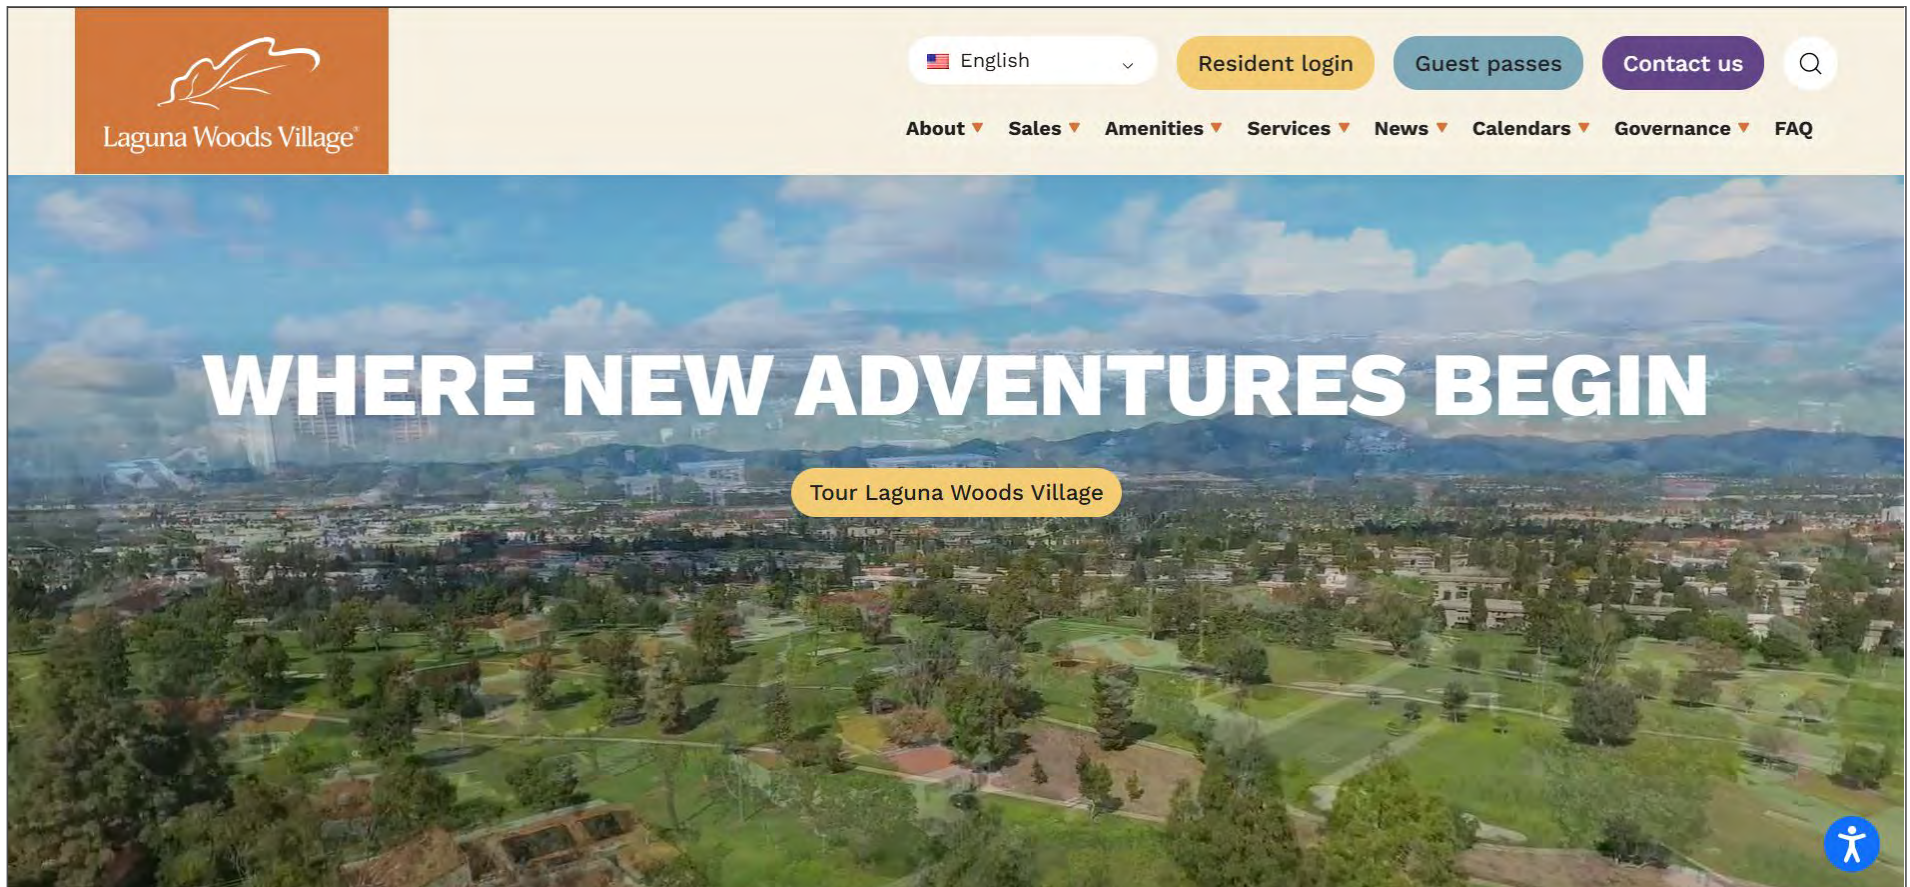 Laguna Woods Village®
English
Resident login
Guest passes
Contact us
About
Sales
Amenities
Services
News
Calendars
Governance
FAQ
WHERE NEW ADVENTURES BEGIN
Tour Laguna Woods Village